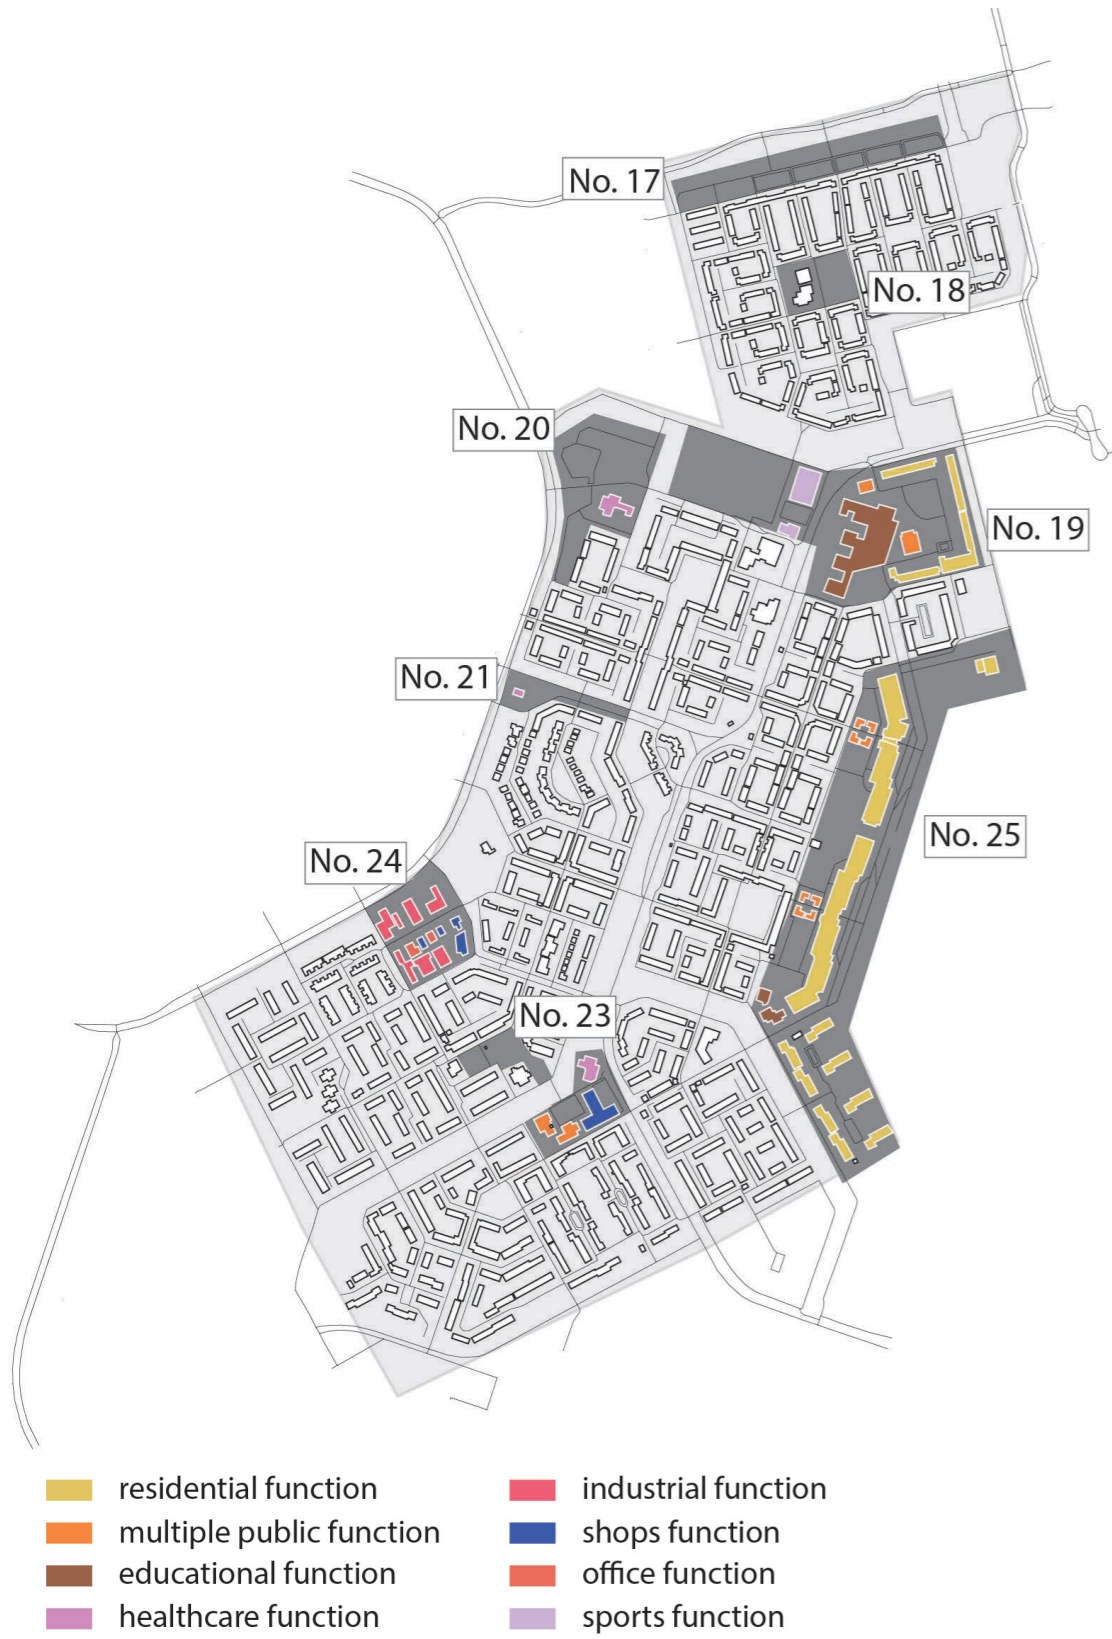 No. 17
No. 18
No. 20
No. 19
No. 21
No. 25
No. 24
No. 23
residential function
multiple public function
educational function
healthcare function
industrial function
shops function
office function
sports function